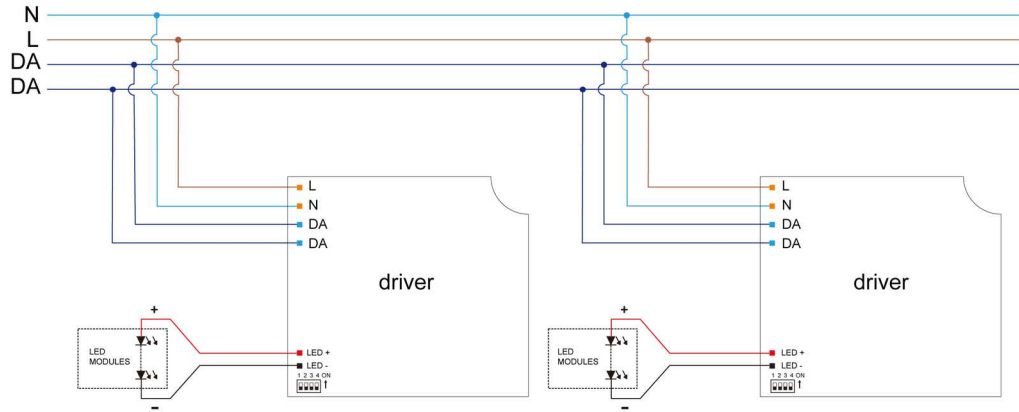 N
L
DA
DA
L
N
DA
DA
driver
+
LED MODULES
LED +
LED -
1 2 3 4 ON
−
L
N
DA
DA
driver
+
LED MODULES
LED +
LED -
1 2 3 4 ON
−